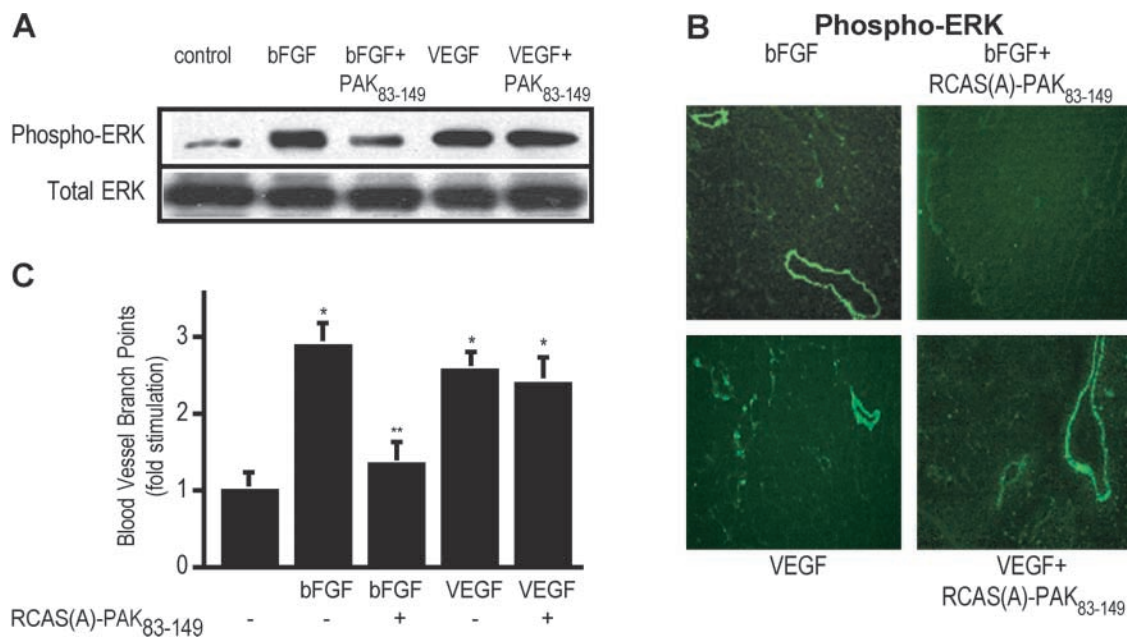 A
control bFGF bFGF+ PAK83-149 VEGF VEGF+ PAK83-149
Phospho-ERK
Total ERK
B
Phospho-ERK
bFGF
bFGF+
RCAS(A)-PAK83-149
VEGF
VEGF+
RCAS(A)-PAK83-149
C
Blood Vessel Branch Points
(fold stimulation)
3
2
1
0
*
**
*
*
bFGF bFGF VEGF VEGF
RCAS(A)-PAK83-149 - - + - +